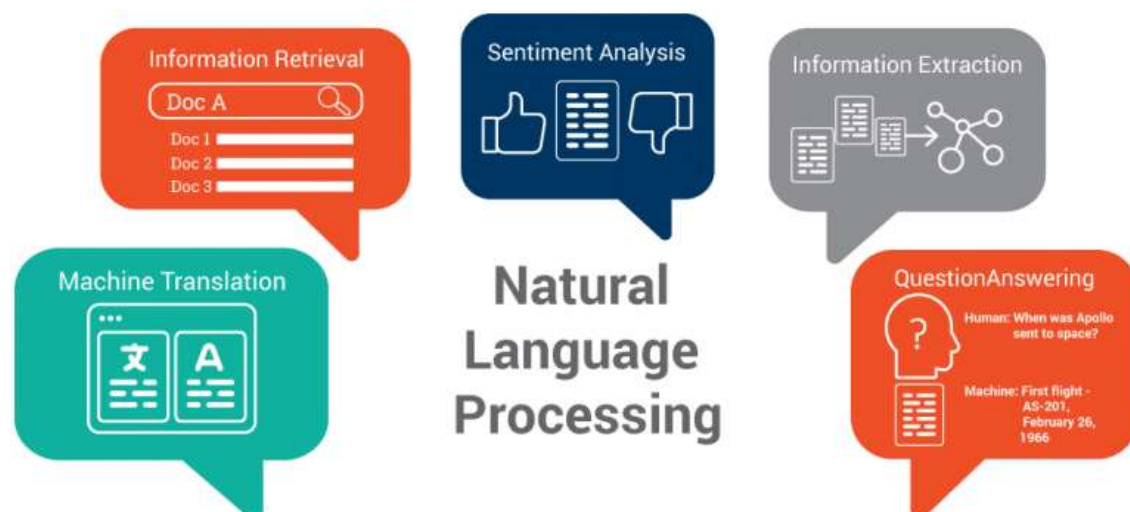 Information Retrieval
Doc A
Doc 1
Doc 2
Doc 3
Sentiment Analysis
Information Extraction
Machine Translation
文
A
Natural
Language
Processing
QuestionAnswering
?
Human: When was Apollo
sent to space?
Machine: First flight -
AS-201,
February 26,
1966